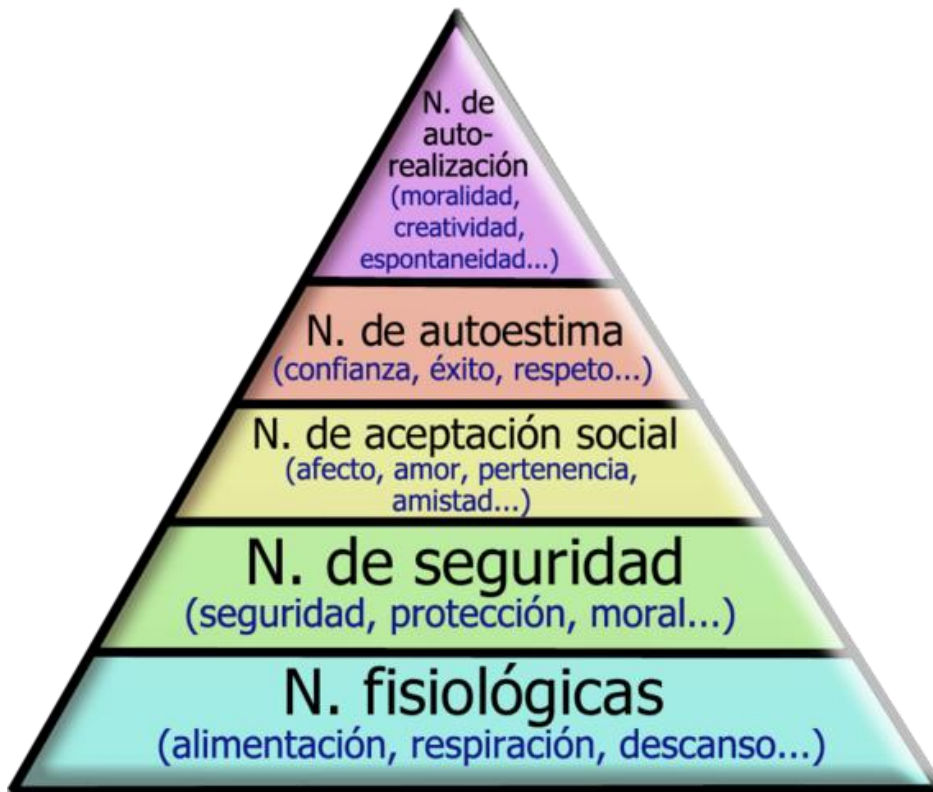 N. de
auto-
realización
(moralidad,
creatividad,
espontaneidad...)
N. de autoestima
(confianza, éxito, respeto...)
N. de aceptación social
(afecto, amor, pertenencia,
amistad...)
N. de seguridad
(seguridad, protección, moral...)
N. fisiológicas
(alimentación, respiración, descanso...)